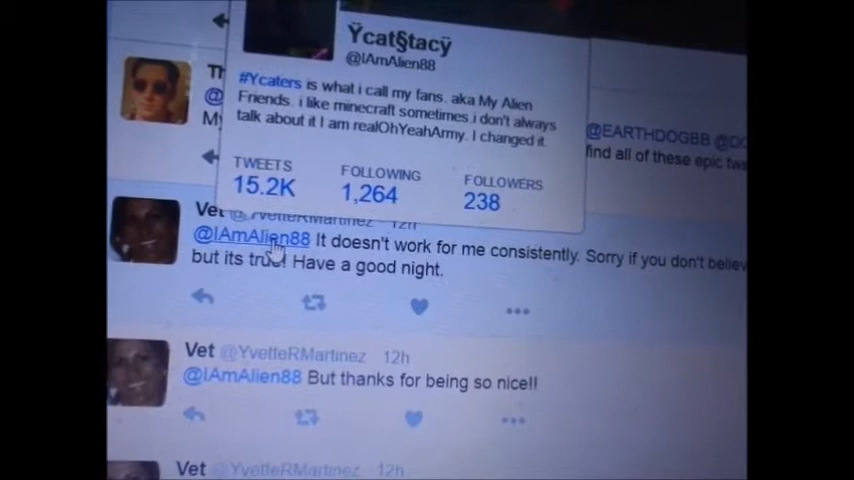 Ÿcat§tacÿ
@IAmAlien88
#Ycaters is what i call my fans. aka My Alien
Friends. i like minecraft sometimes.i don't always
talk about it I am realOhYeahArmy. I changed it.
TWEETS FOLLOWING FOLLOWERS
15.2K 1,264 238
Th
@
My
@EARTHDOGBB
find all of these epic
Vet @YvetteRMartinez 12h
@IAmAlien88 It doesn't work for me consistently. Sorry if you don't believ
but its true! Have a good night.
Vet @YvetteRMartinez 12h
@IAmAlien88 But thanks for being so nice!!
Vet @YvetteRMartinez 12h